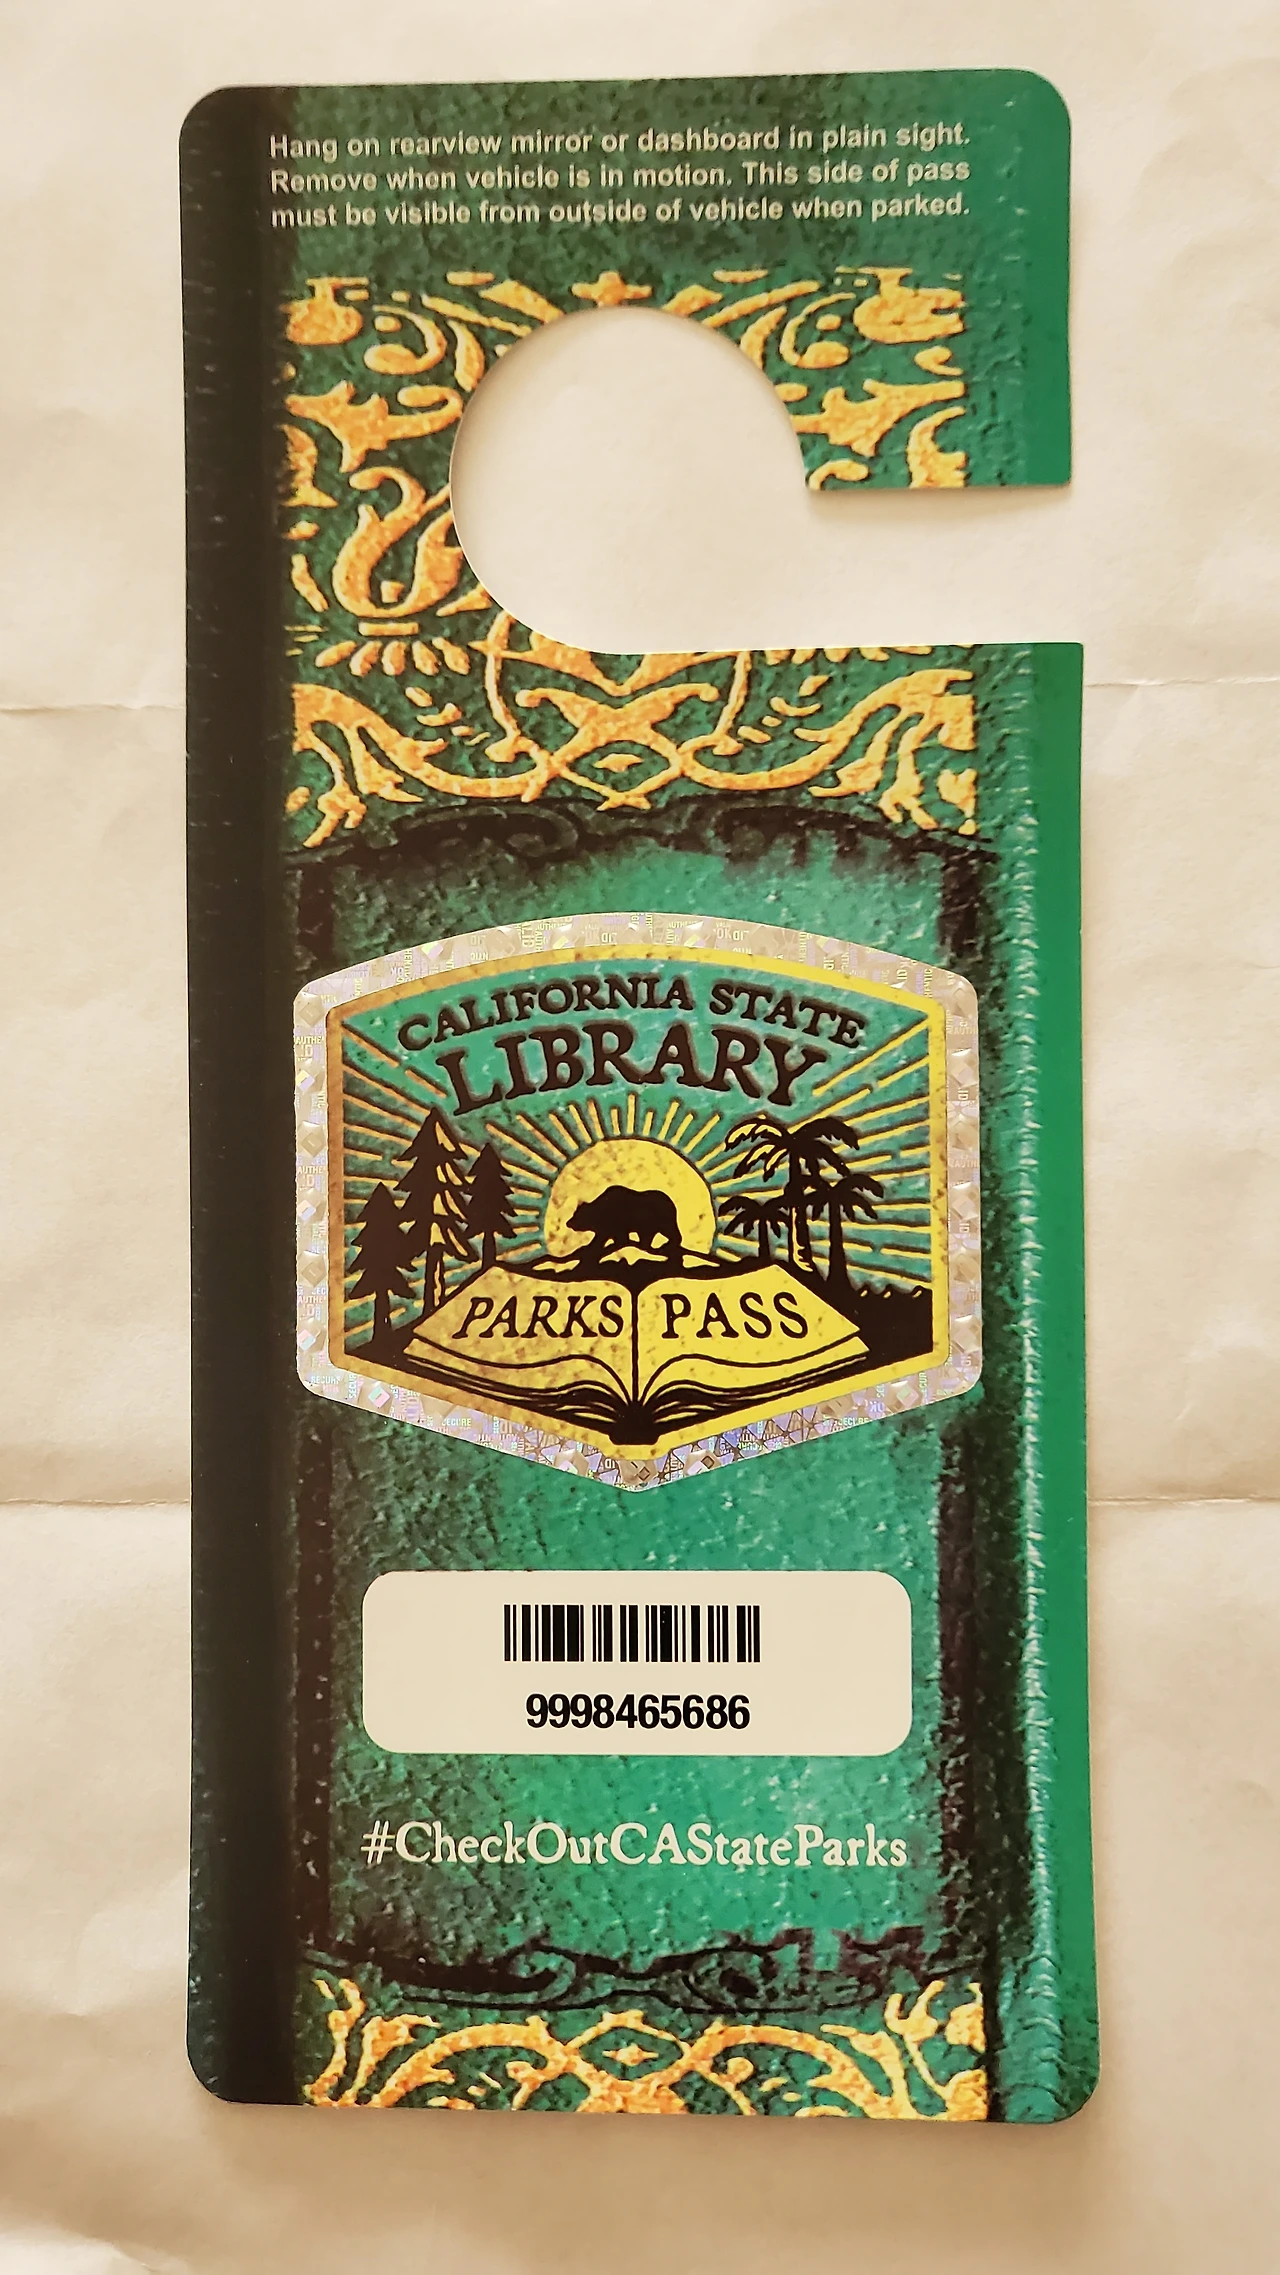 Hang on rearview mirror or dashboard in plain sight.
Remove when vehicle is in motion. This side of pass
must be visible from outside of vehicle when parked.
CALIFORNIA STATE
LIBRARY
PARKS PASS
9998465686
#CheckOutCAStateParks